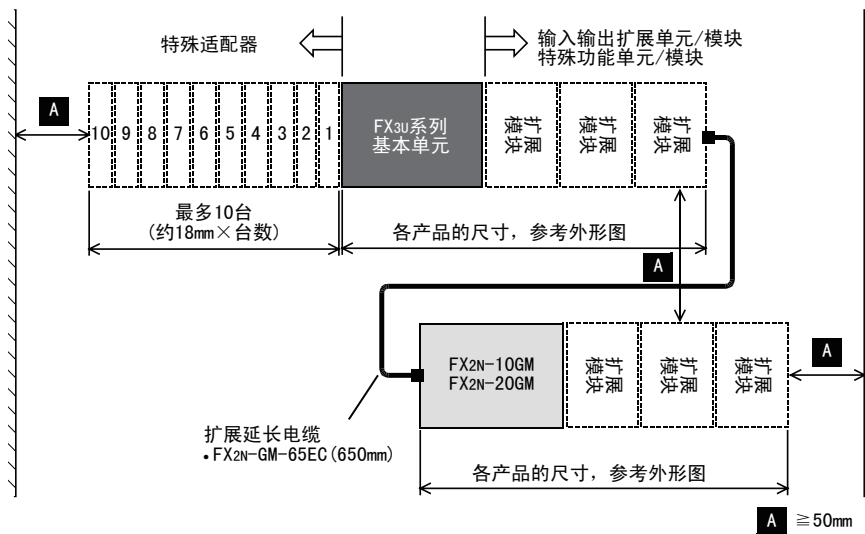 特殊适配器
输入输出扩展单元/模块
特殊功能单元/模块
A
10 9 8 7 6 5 4 3 2 1
FX3U系列
基本单元
扩展
模块
扩展
模块
扩展
模块
最多10台
(约18mm×台数)
各产品的尺寸，参考外形图
A
FX2N-10GM
FX2N-20GM
扩展
模块
扩展
模块
扩展
模块
A
扩展延长电缆
•FX2N-GM-65EC(650mm)
各产品的尺寸，参考外形图
A ≧50mm